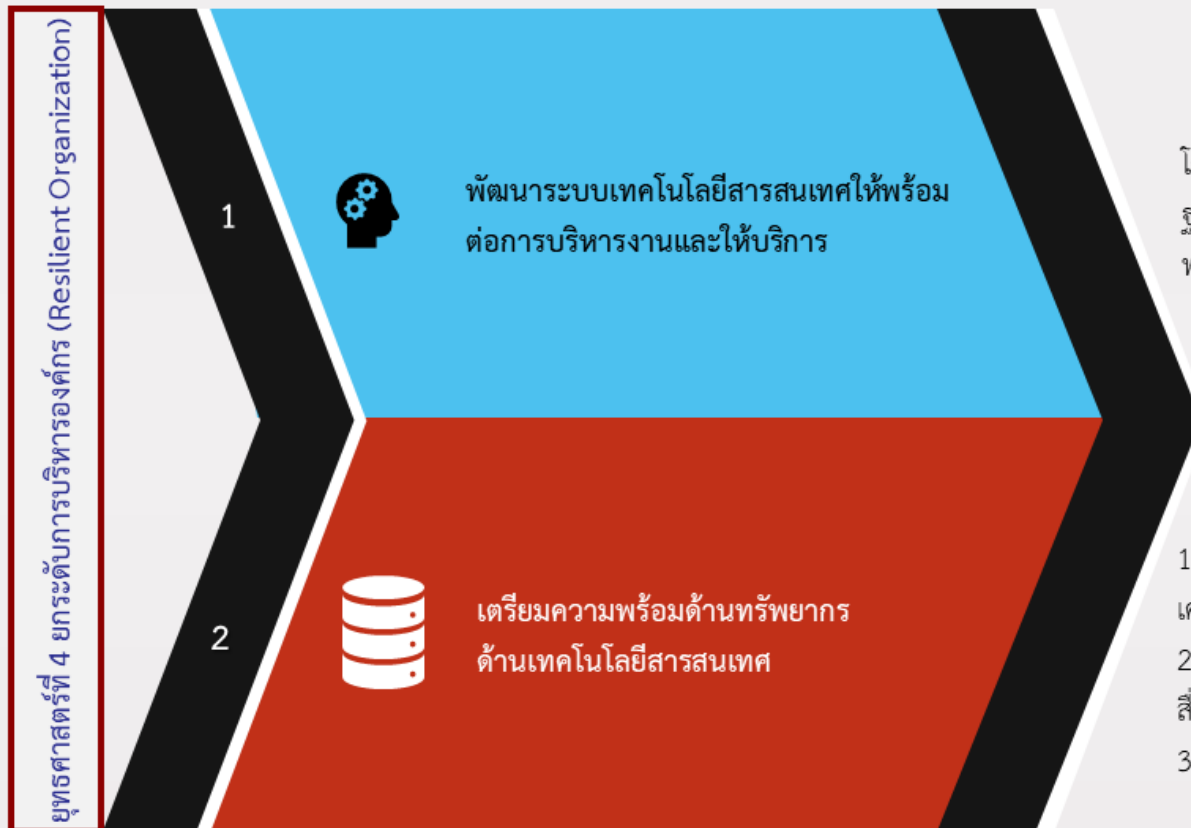 ยุทธศาสตร์ที่ 4 ยกระดับการบริหารองค์กร (Resilient Organization)
1
พัฒนาระบบเทคโนโลยีสารสนเทศให้พร้อม
ต่อการบริหารงานและให้บริการ
2
เตรียมความพร้อมด้านทรัพยากร
ด้านเทคโนโลยีสารสนเทศ
1
2
3